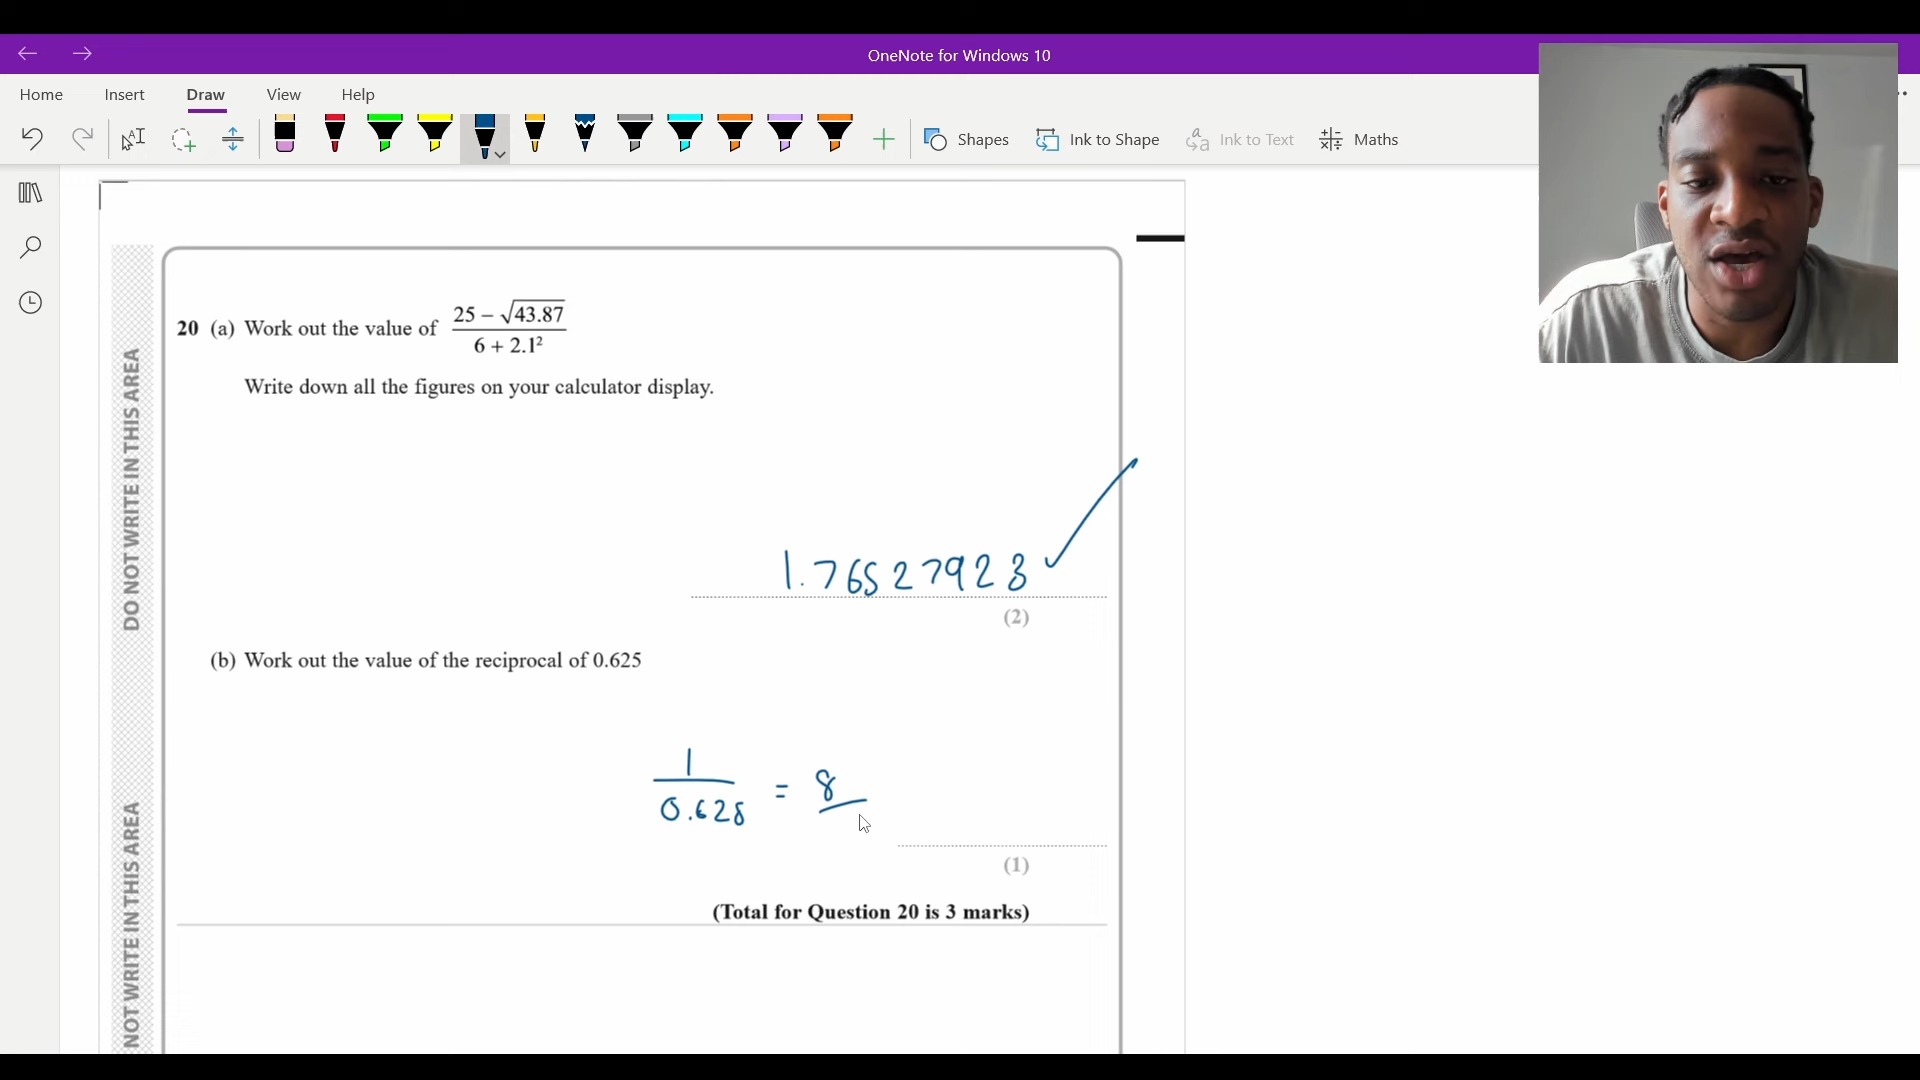 OneNote for Windows 10
Home Insert Draw View Help
Shapes Ink to Shape Ink to Text Maths
20 (a) Work out the value of (25 − √43.87)/(6 + 2.1²)
Write down all the figures on your calculator display.
1.76527923
(2)
(b) Work out the value of the reciprocal of 0.625
1/0.625 = 8
(1)
(Total for Question 20 is 3 marks)
DO NOT WRITE IN THIS AREA
NOT WRITE IN THIS AREA